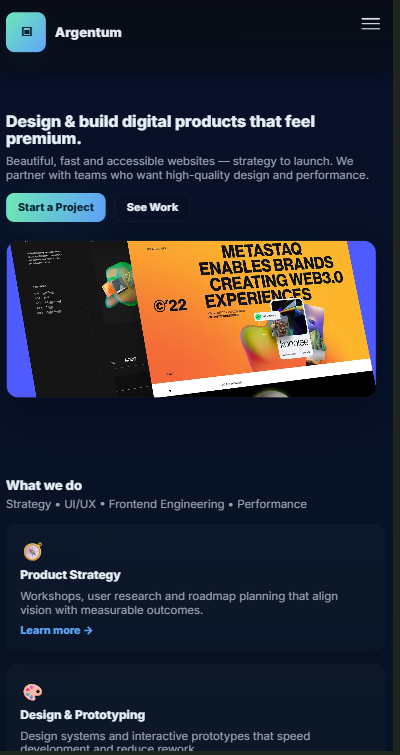 Argentum
Design & build digital products that feel
premium.
Beautiful, fast and accessible websites — strategy to launch. We
partner with teams who want high-quality design and performance.
Start a Project
See Work
METASTAQ
ENABLES BRANDS
CREATING WEB3.0
EXPERIENCES
©'22
What we do
Strategy • UI/UX • Frontend Engineering • Performance
Product Strategy
Workshops, user research and roadmap planning that align
vision with measurable outcomes.
Learn more →
Design & Prototyping
Design systems and interactive prototypes that speed
development and reduce rework.